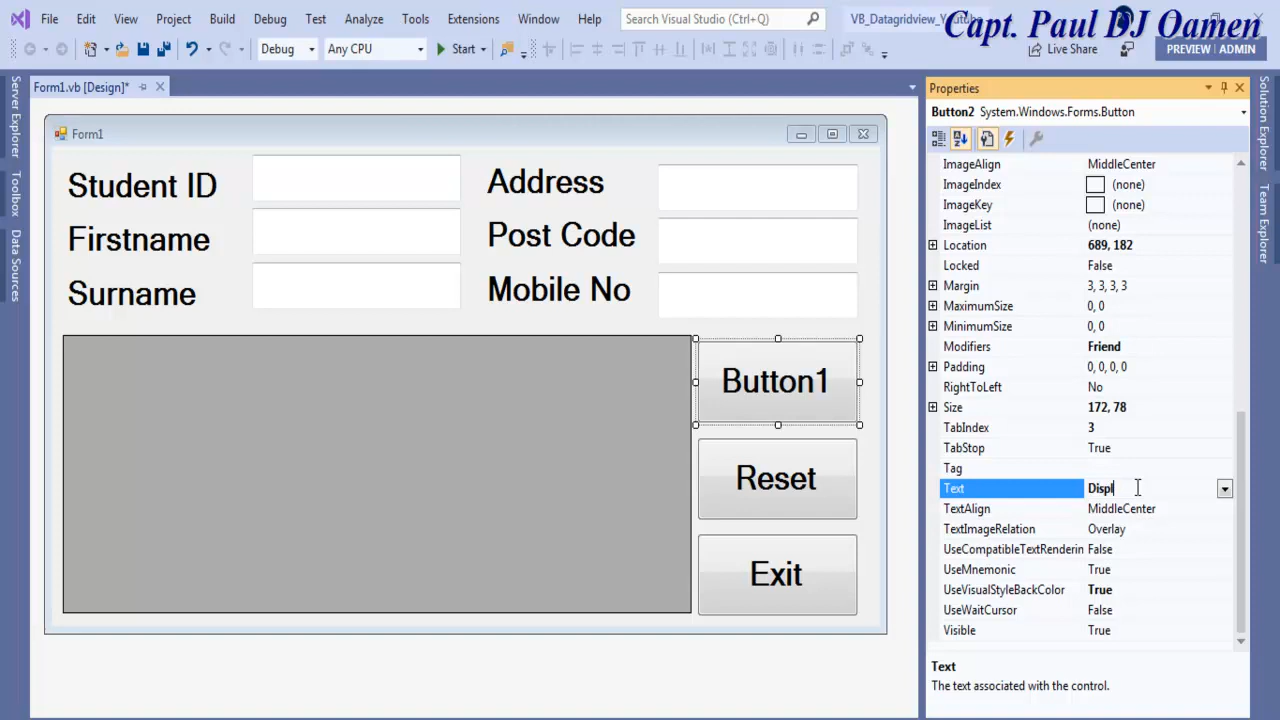 File Edit View Project Build Debug Test Analyze Tools Extensions Window Help Search Visual Studio (Ctrl+Q)
Capt. Paul DJ Oamen
Debug Any CPU Start Live Share PREVIEW | ADMIN
Form1.vb [Design]*
Server Explorer
Toolbox
Data Sources
Form1
Student ID Address
Firstname Post Code
Surname Mobile No
Button1
Reset
Exit
Properties
Button2 System.Windows.Forms.Button
ImageAlign MiddleCenter
ImageIndex (none)
ImageKey (none)
ImageList (none)
Location 689, 182
Locked False
Margin 3, 3, 3, 3
MaximumSize 0, 0
MinimumSize 0, 0
Modifiers Friend
Padding 0, 0, 0, 0
RightToLeft No
Size 172, 78
TabIndex 3
TabStop True
Tag
Text Displ
TextAlign MiddleCenter
TextImageRelation Overlay
UseCompatibleTextRenderin False
UseMnemonic True
UseVisualStyleBackColor True
UseWaitCursor False
Visible True
Text
The text associated with the control.
Solution Explorer
Team Explorer